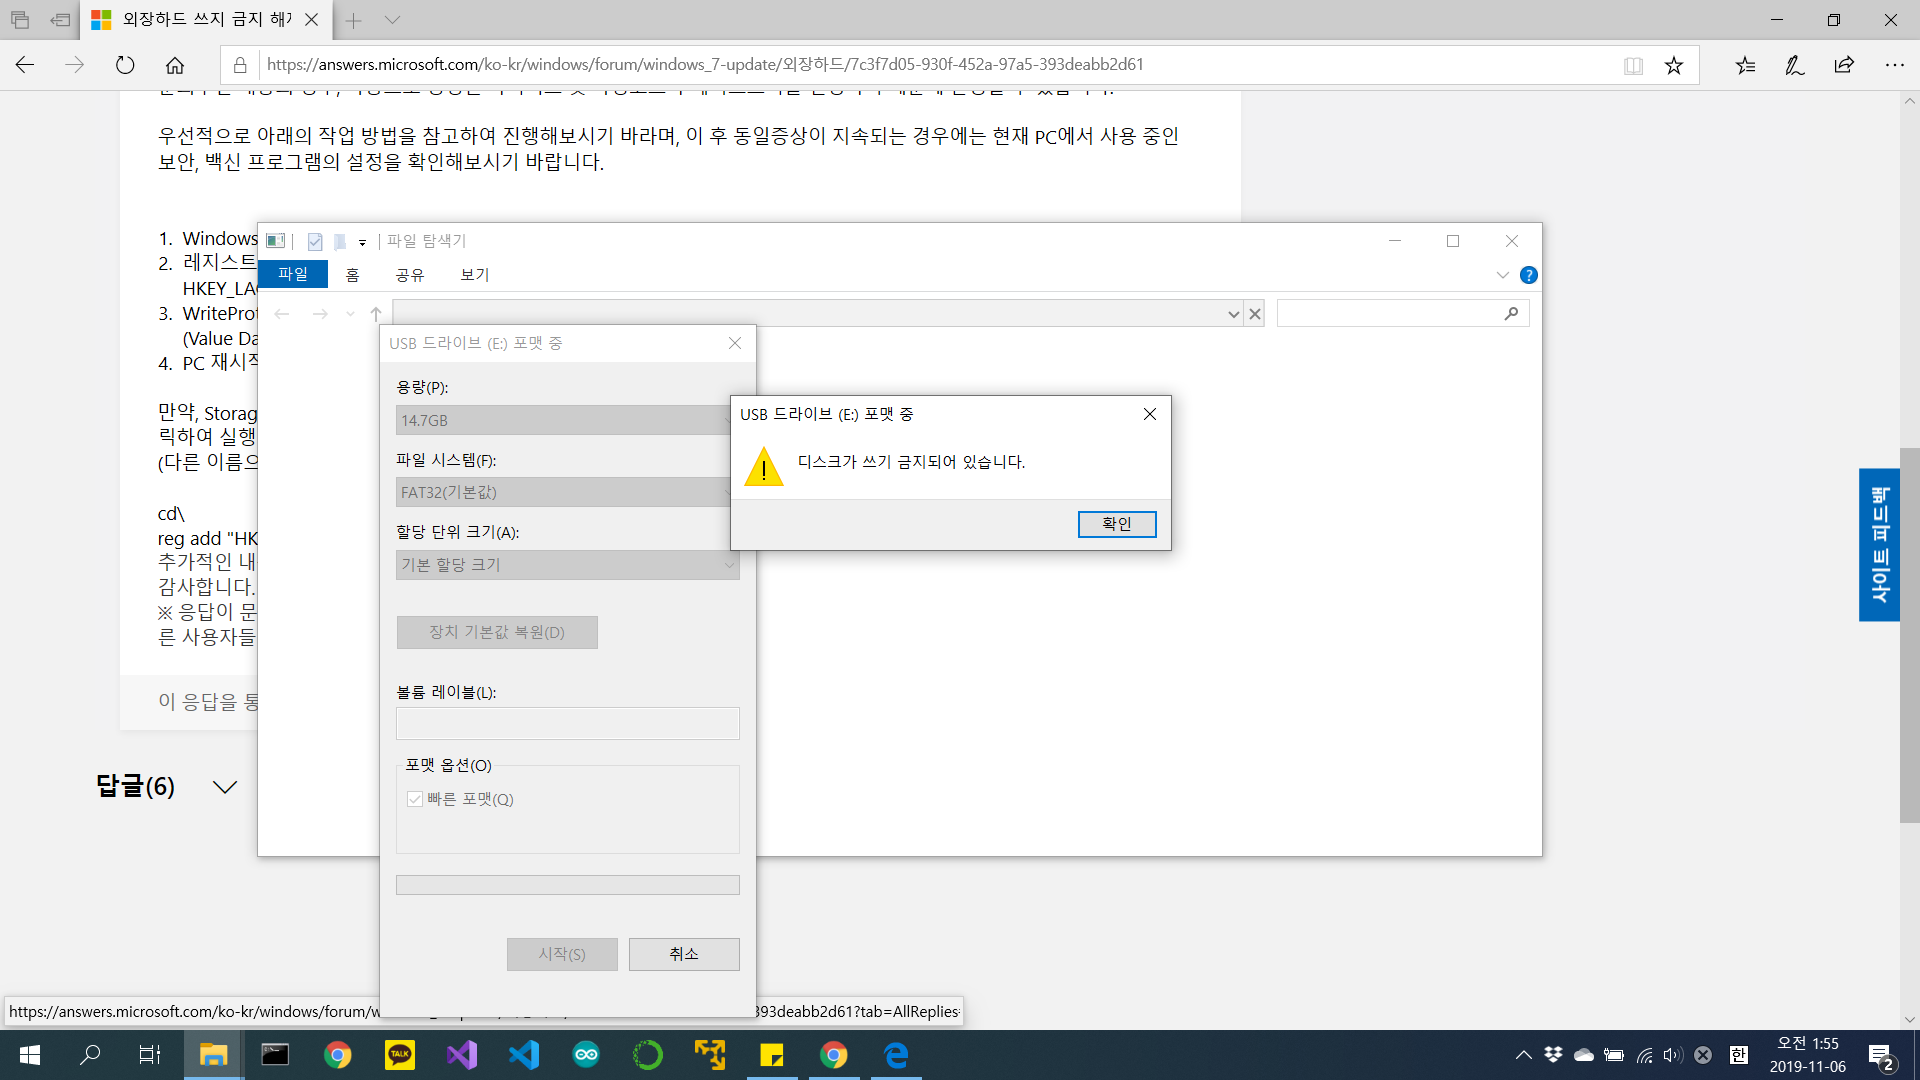 외장하드 쓰지 금지 해제
https://answers.microsoft.com/ko-kr/windows/forum/windows_7-update/외장하드/7c3f7d05-930f-452a-97a5-393deabb2d61
우선적으로 아래의 작업 방법을 참고하여 진행해보시기 바라며, 이 후 동일증상이 지속되는 경우에는 현재 PC에서 사용 중인
보안, 백신 프로그램의 설정을 확인해보시기 바랍니다.
1. Windows
2. 레지스트
HKEY_LA
3. WritePro
(Value Da
4. PC 재시작
만약, Storag
릭하여 실행
(다른 이름으
cd\
reg add "HK
추가적인 내
감사합니다.
※ 응답이 문
른 사용자들
이 응답을 통
답글(6)
사이트 피드백
파일 탐색기
파일 홈 공유 보기
USB 드라이브 (E:) 포맷 중
용량(P):
14.7GB
파일 시스템(F):
FAT32(기본값)
할당 단위 크기(A):
기본 할당 크기
장치 기본값 복원(D)
볼륨 레이블(L):
포맷 옵션(O)
빠른 포맷(Q)
시작(S) 취소
USB 드라이브 (E:) 포맷 중
디스크가 쓰기 금지되어 있습니다.
확인
https://answers.microsoft.com/ko-kr/windows/forum/w
393deabb2d61?tab=AllReplies
TALK
한
오전 1:55
2019-11-06
2